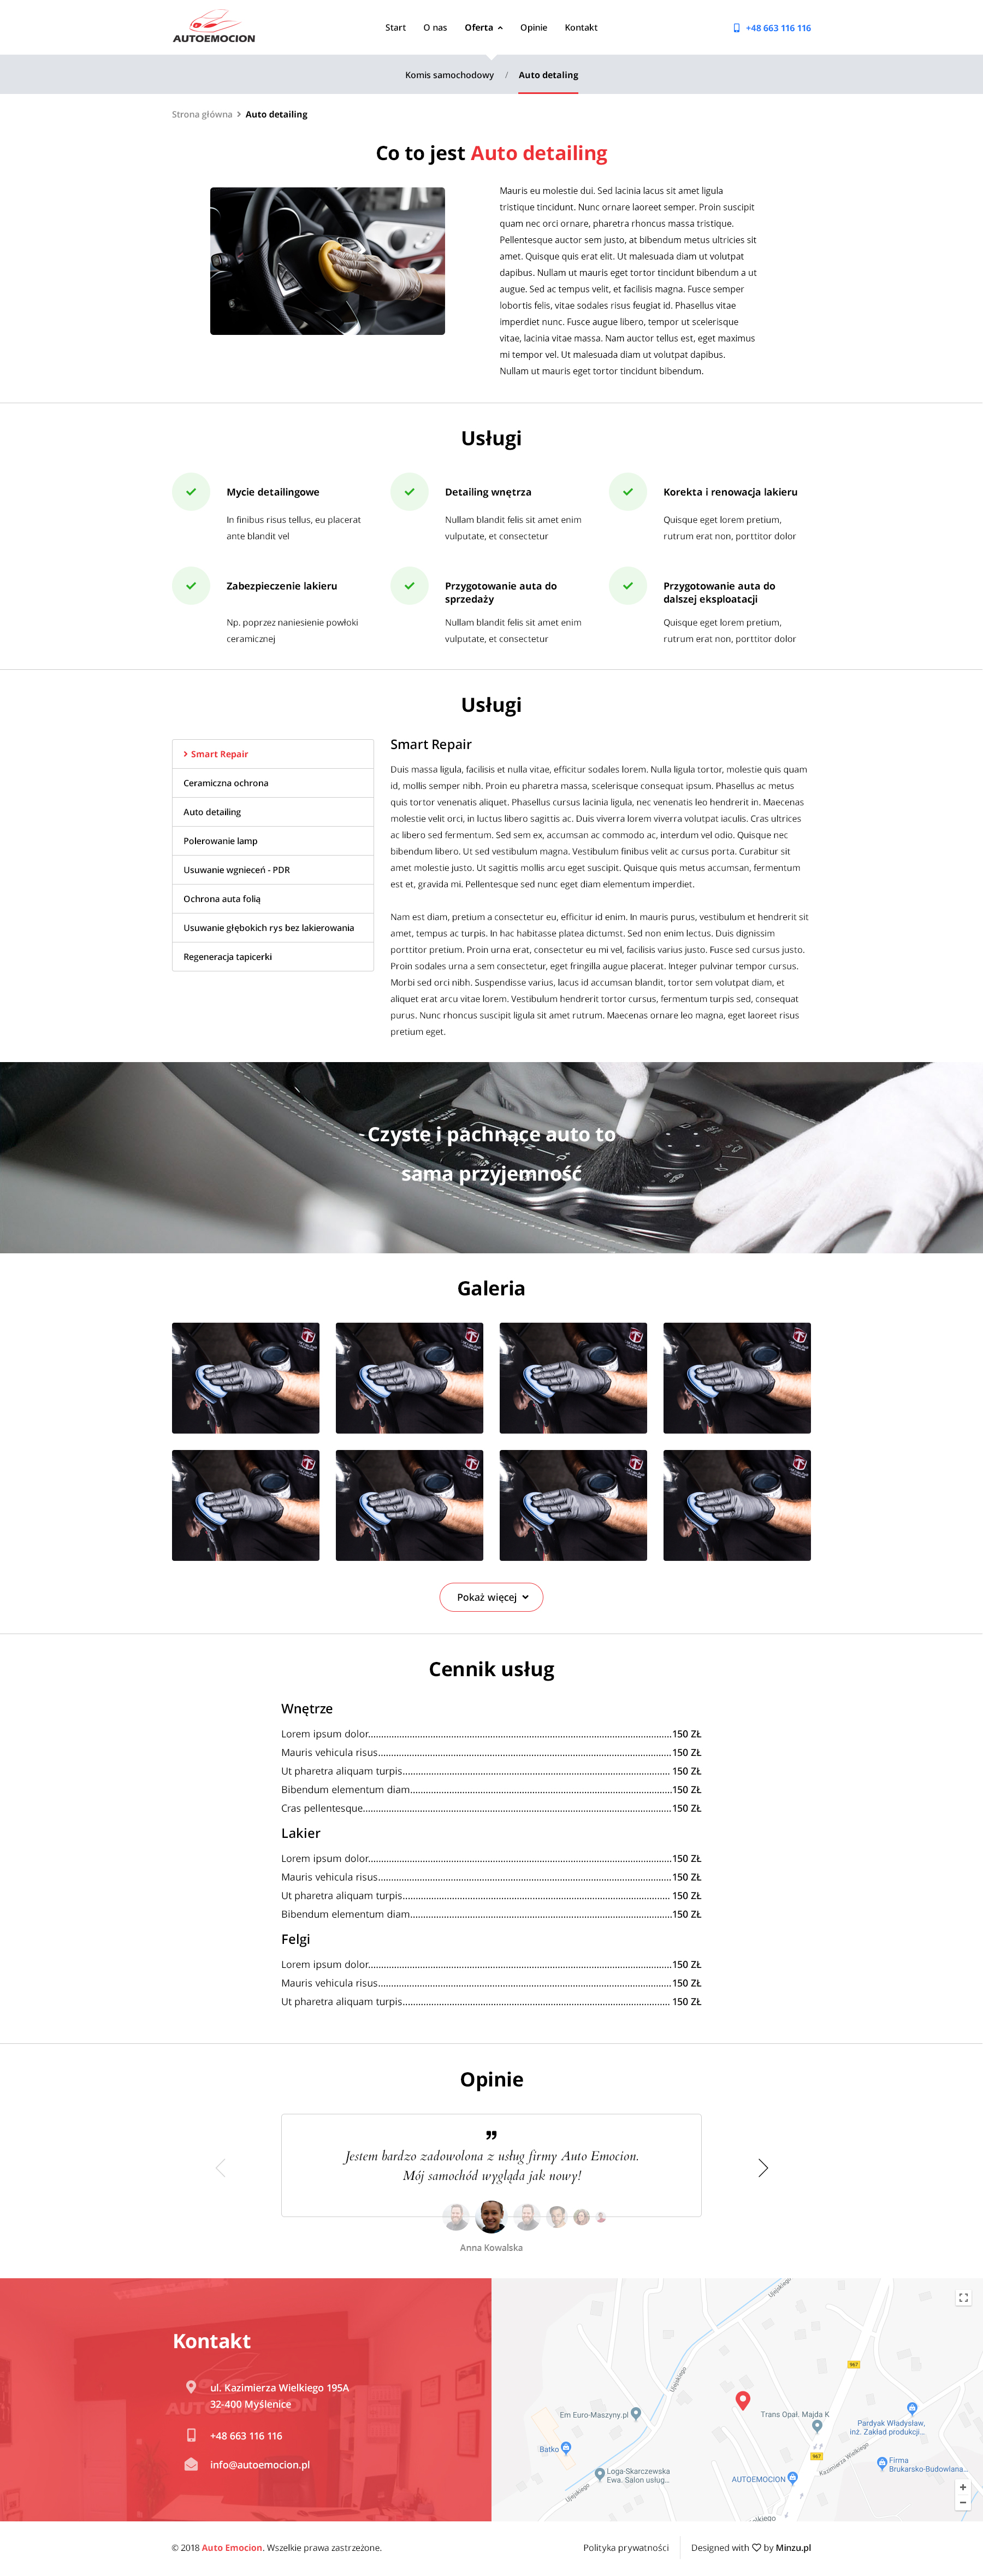 AUTOEMOCION
Start
O nas
Oferta
Opinie
Kontakt
+48 663 116 116
Komis samochodowy / Auto detaling
Strona główna > Auto detailing
Co to jest Auto detailing
Mauris eu molestie dui. Sed lacinia lacus sit amet ligula
tristique tincidunt. Nunc ornare laoreet semper. Proin suscipit
quam nec orci ornare, pharetra rhoncus massa tristique.
Pellentesque auctor sem justo, at bibendum metus ultricies sit
amet. Quisque quis erat elit. Ut malesuada diam ut volutpat
dapibus. Nullam ut mauris eget tortor tincidunt bibendum a ut
augue. Sed ac tempus velit, et facilisis magna. Fusce semper
lobortis felis, vitae sodales risus feugiat id. Phasellus vitae
imperdiet nunc. Fusce augue libero, tempor ut scelerisque
vitae, lacinia vitae massa. Nam auctor tellus est, eget maximus
mi tempor vel. Ut malesuada diam ut volutpat dapibus.
Nullam ut mauris eget tortor tincidunt bibendum.
Usługi
Mycie detailingowe
In finibus risus tellus, eu placerat
ante blandit vel
Detailing wnętrza
Nullam blandit felis sit amet enim
vulputate, et consectetur
Korekta i renowacja lakieru
Quisque eget lorem pretium,
rutrum erat non, porttitor dolor
Zabezpieczenie lakieru
Np. poprzez naniesienie powłoki
ceramicznej
Przygotowanie auta do
sprzedaży
Nullam blandit felis sit amet enim
vulputate, et consectetur
Przygotowanie auta do
dalszej eksploatacji
Quisque eget lorem pretium,
rutrum erat non, porttitor dolor
Usługi
> Smart Repair
Ceramiczna ochrona
Auto detailing
Polerowanie lamp
Usuwanie wgnieceń - PDR
Ochrona auta folią
Usuwanie głębokich rys bez lakierowania
Regeneracja tapicerki
Smart Repair
Duis massa ligula, facilisis et nulla vitae, efficitur sodales lorem. Nulla ligula tortor, molestie quis quam
id, mollis semper nibh. Proin eu pharetra massa, scelerisque consequat ipsum. Phasellus ac metus
quis tortor venenatis aliquet. Phasellus cursus lacinia ligula, nec venenatis leo hendrerit in. Maecenas
molestie velit orci, in luctus libero sagittis ac. Duis viverra lorem viverra volutpat iaculis. Cras ultrices
ac libero sed fermentum. Sed sem ex, accumsan ac commodo ac, interdum vel odio. Quisque nec
bibendum libero. Ut sed vestibulum magna. Vestibulum finibus velit ac cursus porta. Curabitur sit
amet molestie justo. Ut sagittis mollis arcu eget suscipit. Quisque quis metus accumsan, fermentum
est et, gravida mi. Pellentesque sed nunc eget diam elementum imperdiet.
Nam est diam, pretium a consectetur eu, efficitur id enim. In mauris purus, vestibulum et hendrerit sit
amet, tempus ac turpis. In hac habitasse platea dictumst. Sed non enim lectus. Duis dignissim
porttitor pretium. Proin urna erat, consectetur eu mi vel, facilisis varius justo. Fusce sed cursus justo.
Proin sodales urna a sem consectetur, eget fringilla augue placerat. Integer pulvinar tempor cursus.
Morbi sed orci nibh. Suspendisse varius, lacus id accumsan blandit, tortor sem volutpat diam, et
aliquet erat arcu vitae lorem. Vestibulum hendrerit tortor cursus, fermentum turpis sed, consequat
purus. Nunc rhoncus suscipit ligula sit amet rutrum. Maecenas ornare leo magna, eget laoreet risus
pretium eget.
Czyste i pachnące auto to
sama przyjemność
Galeria
Pokaż więcej
Cennik usług
Wnętrze
Lorem ipsum dolor 150 ZŁ
Mauris vehicula risus 150 ZŁ
Ut pharetra aliquam turpis 150 ZŁ
Bibendum elementum diam 150 ZŁ
Cras pellentesque 150 ZŁ
Lakier
Lorem ipsum dolor 150 ZŁ
Mauris vehicula risus 150 ZŁ
Ut pharetra aliquam turpis 150 ZŁ
Bibendum elementum diam 150 ZŁ
Felgi
Lorem ipsum dolor 150 ZŁ
Mauris vehicula risus 150 ZŁ
Ut pharetra aliquam turpis 150 ZŁ
Opinie
Jestem bardzo zadowolona z usług firmy Auto Emocion.
Mój samochód wygląda jak nowy!
Anna Kowalska
Kontakt
ul. Kazimierza Wielkiego 195A
32-400 Myślenice
+48 663 116 116
info@autoemocion.pl
Ujejskiego
Ujejskiego
967
Em Euro-Maszyny.pl
Trans Opał. Majda K
Pardyak Władysław,
inż. Zakład produkcji...
Batko
967
Kazimierza Wielkiego
Firma
Brukarsko-Budowlana...
Loga-Skarczewska
Ewa. Salon usług...
AUTOEMOCION
Ujejskiego
© 2018 Auto Emocion. Wszelkie prawa zastrzeżone.
Polityka prywatności
Designed with ♡ by Minzu.pl